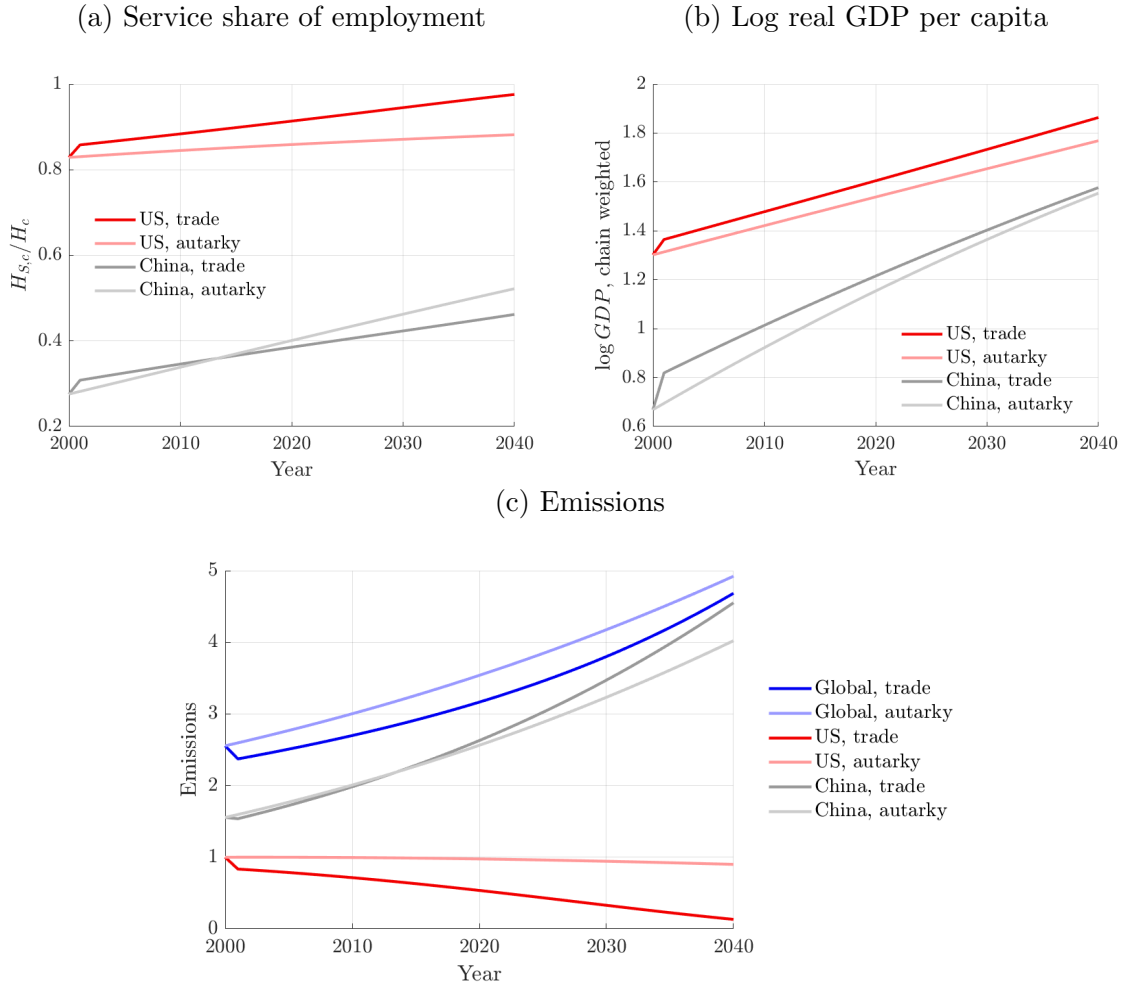 (a) Service share of employment
1
0.8
0.6
0.4
0.2
H_{S,c}/H_c
US, trade
US, autarky
China, trade
China, autarky
2000 2010 2020 2030 2040
Year
(b) Log real GDP per capita
2
1.8
1.6
1.4
1.2
1
0.8
0.6
log GDP, chain weighted
US, trade
US, autarky
China, trade
China, autarky
2000 2010 2020 2030 2040
Year
(c) Emissions
5
4
3
2
1
0
Emissions
2000 2010 2020 2030 2040
Year
Global, trade
Global, autarky
US, trade
US, autarky
China, trade
China, autarky